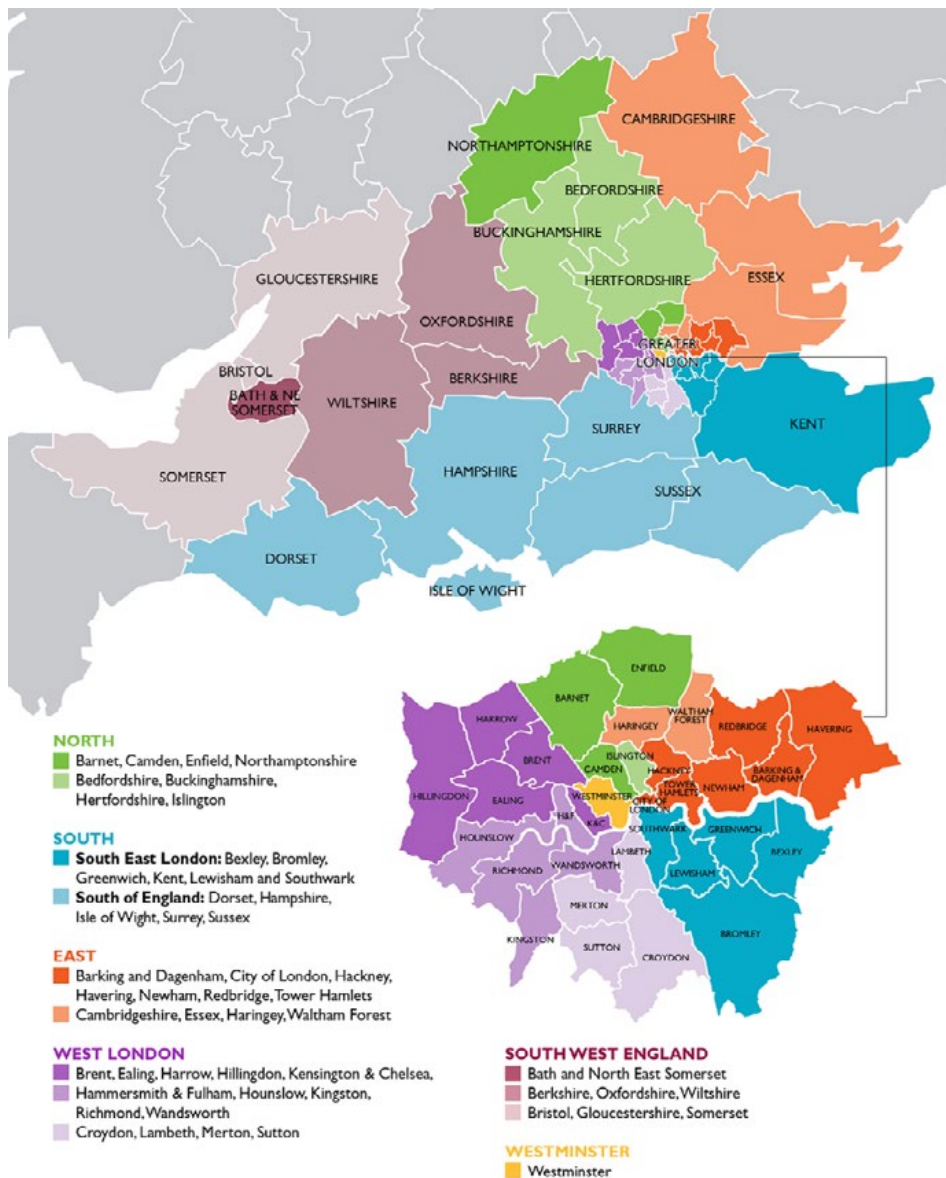 NORTHAMPTONSHIRE
CAMBRIDGESHIRE
BEDFORDSHIRE
BUCKINGHAMSHIRE
GLOUCESTERSHIRE
HERTFORDSHIRE
ESSEX
OXFORDSHIRE
GREATER
LONDON
BRISTOL
BERKSHIRE
BATH & NE
SOMERSET
WILTSHIRE
KENT
SURREY
HAMPSHIRE
SOMERSET
SUSSEX
DORSET
ISLE OF WIGHT
ENFIELD
BARNET
HARROW
HARINGEY
WALTHAM
FOREST
REDBRIDGE
HAVERING
BRENT
ISLINGTON
CAMDEN
HACKNEY
BARKING &
DAGENHAM
HILLINGDON
EALING
WESTMINSTER
TOWER
HAMLETS
NEWHAM
CITY OF
LONDON
H&F
K&C
SOUTHWARK
GREENWICH
HOUNSLOW
LAMBETH
BEXLEY
RICHMOND
WANDSWORTH
LEWISHAM
MERTON
KINGSTON
SUTTON
CROYDON
BROMLEY
NORTH
Barnet, Camden, Enfield, Northamptonshire
Bedfordshire, Buckinghamshire,
Hertfordshire, Islington
SOUTH
South East London: Bexley, Bromley,
Greenwich, Kent, Lewisham and Southwark
South of England: Dorset, Hampshire,
Isle of Wight, Surrey, Sussex
EAST
Barking and Dagenham, City of London, Hackney,
Havering, Newham, Redbridge, Tower Hamlets
Cambridgeshire, Essex, Haringey, Waltham Forest
WEST LONDON
Brent, Ealing, Harrow, Hillingdon, Kensington & Chelsea,
Hammersmith & Fulham, Hounslow, Kingston,
Richmond, Wandsworth
Croydon, Lambeth, Merton, Sutton
SOUTH WEST ENGLAND
Bath and North East Somerset
Berkshire, Oxfordshire, Wiltshire
Bristol, Gloucestershire, Somerset
WESTMINSTER
Westminster